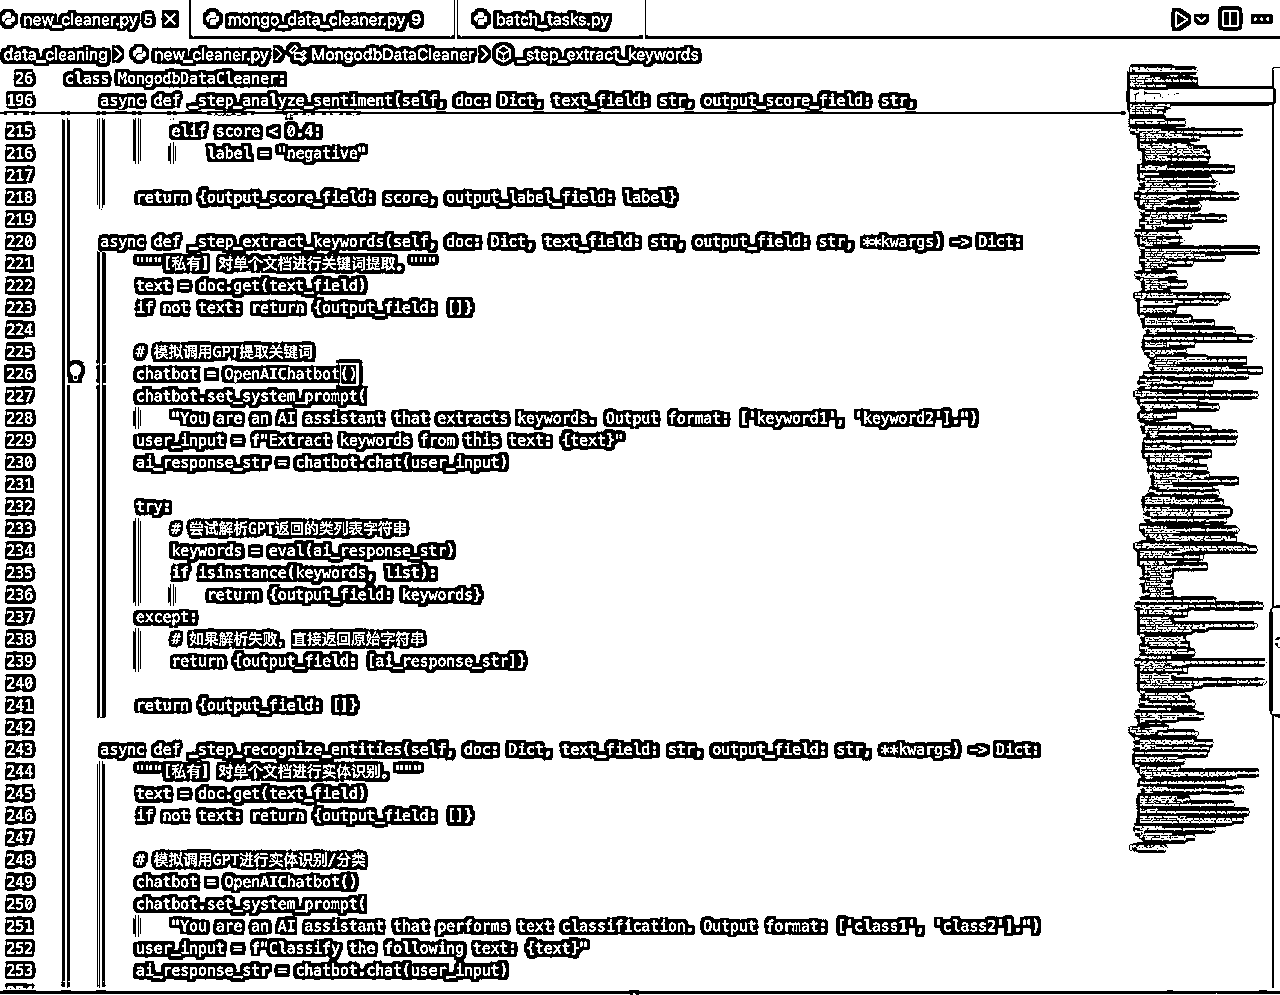 new_cleaner.py 5 mongo_data_cleaner.py 9 batch_tasks.py
data_cleaning > new_cleaner.py > MongodbDataCleaner > _step_extract_keywords
26 class MongodbDataCleaner:
196 async def _step_analyze_sentiment(self, doc: Dict, text_field: str, output_score_field: str,
215 elif score < 0.4:
216 label = "negative"
217
218 return {output_score_field: score, output_label_field: label}
219
220 async def _step_extract_keywords(self, doc: Dict, text_field: str, output_field: str, **kwargs) -> Dict:
221 """[私有] 对单个文档进行关键词提取。"""
222 text = doc.get(text_field)
223 if not text: return {output_field: []}
224
225 # 模拟调用GPT提取关键词
226 chatbot = OpenAIChatbot()
227 chatbot.set_system_prompt(
228 "You are an AI assistant that extracts keywords. Output format: ['keyword1', 'keyword2'].")
229 user_input = f"Extract keywords from this text: {text}"
230 ai_response_str = chatbot.chat(user_input)
231
232 try:
233 # 尝试解析GPT返回的类列表字符串
234 keywords = eval(ai_response_str)
235 if isinstance(keywords, list):
236 return {output_field: keywords}
237 except:
238 # 如果解析失败，直接返回原始字符串
239 return {output_field: [ai_response_str]}
240
241 return {output_field: []}
242
243 async def _step_recognize_entities(self, doc: Dict, text_field: str, output_field: str, **kwargs) -> Dict:
244 """[私有] 对单个文档进行实体识别。"""
245 text = doc.get(text_field)
246 if not text: return {output_field: []}
247
248 # 模拟调用GPT进行实体识别/分类
249 chatbot = OpenAIChatbot()
250 chatbot.set_system_prompt(
251 "You are an AI assistant that performs text classification. Output format: ['class1', 'class2'].")
252 user_input = f"Classify the following text: {text}"
253 ai_response_str = chatbot.chat(user_input)